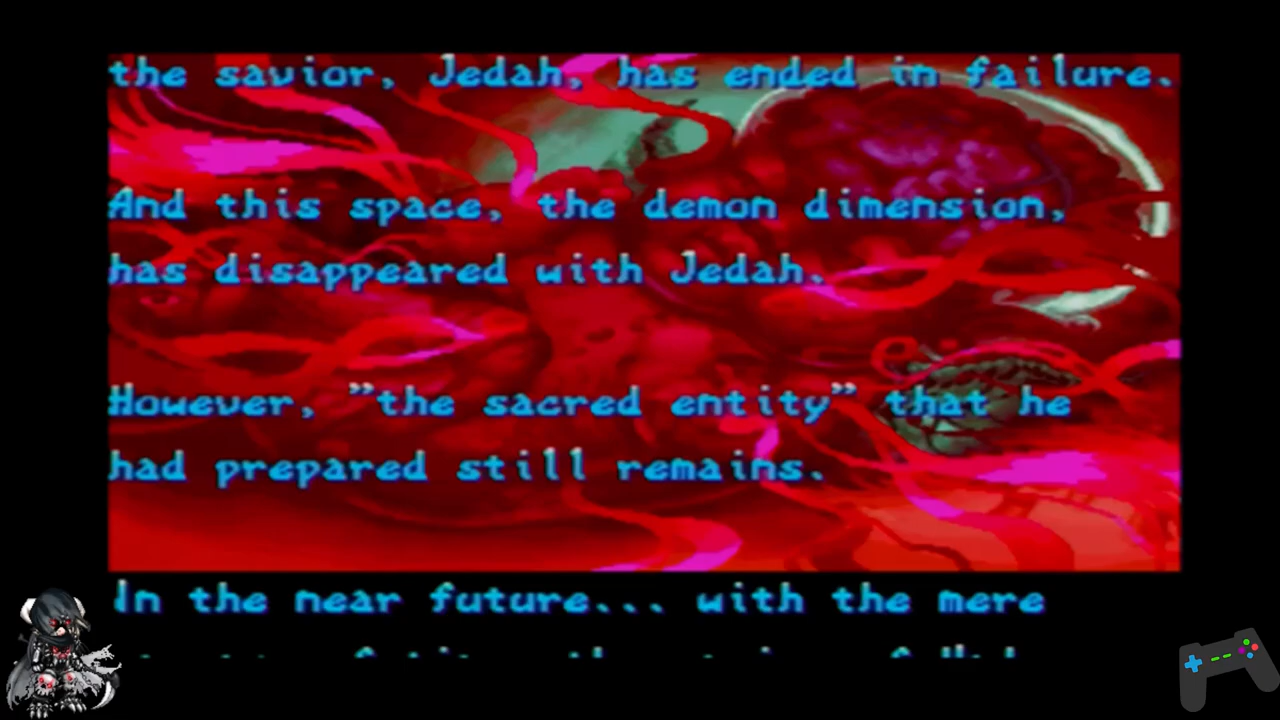 the savior, Jedah, has ended in failure.
And this space, the demon dimension,
has disappeared with Jedah.
However, "the sacred entity" that he
had prepared still remains.
In the near future... with the mere